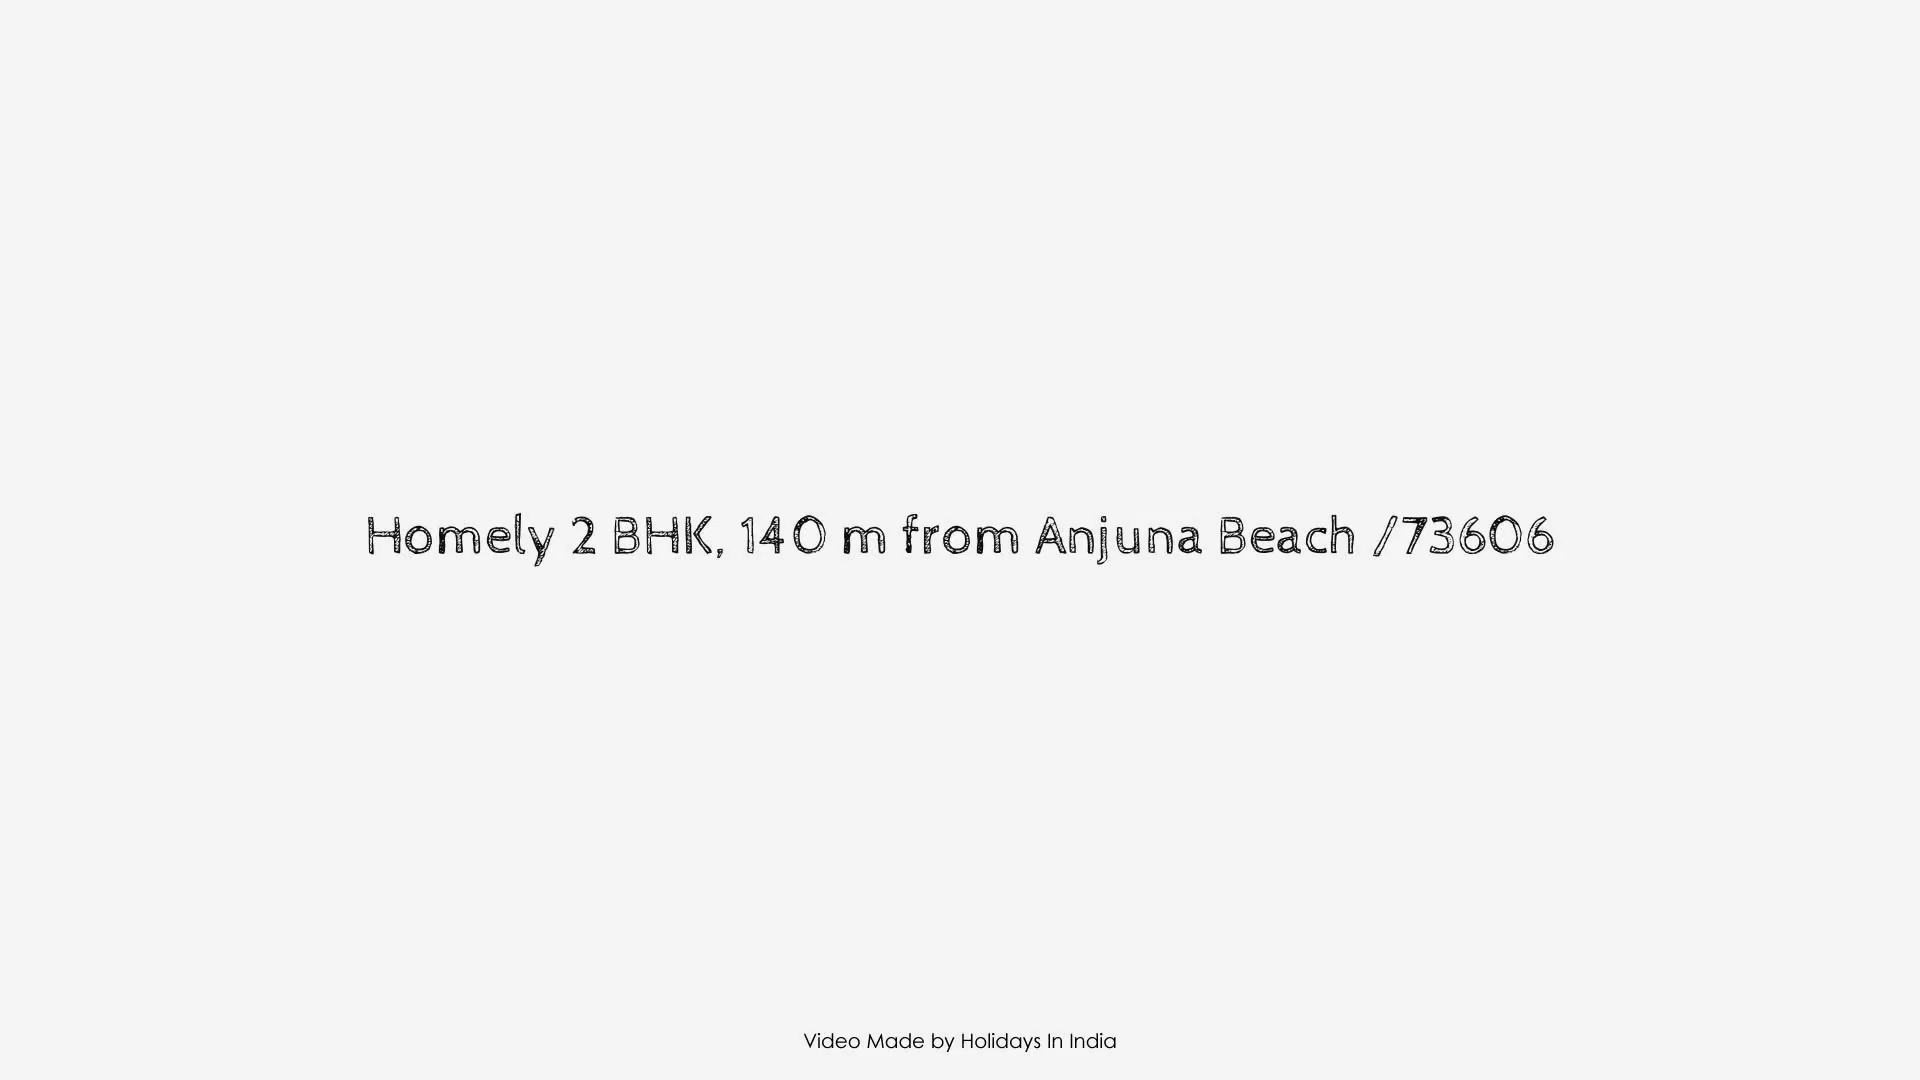 Homely 2 BHK, 140 m from Anjuna Beach /73606
Video Made by Holidays In India